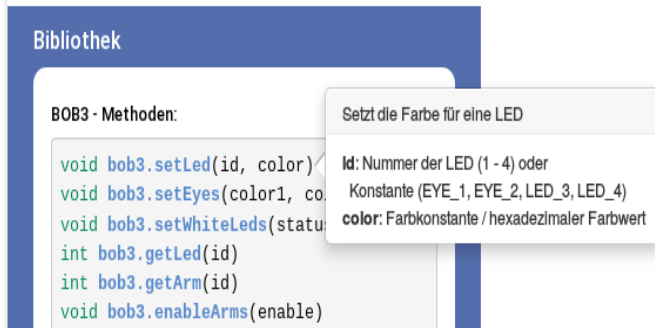 Bibliothek
BOB3 - Methoden:
void bob3.setLed(id, color)
void bob3.setEyes(color1, co
void bob3.setWhiteLeds(statu
int bob3.getLed(id)
int bob3.getArm(id)
void bob3.enableArms(enable)
Setzt die Farbe für eine LED
Id: Nummer der LED (1 - 4) oder
Konstante (EYE_1, EYE_2, LED_3, LED_4)
color: Farbkonstante / hexadezimaler Farbwert